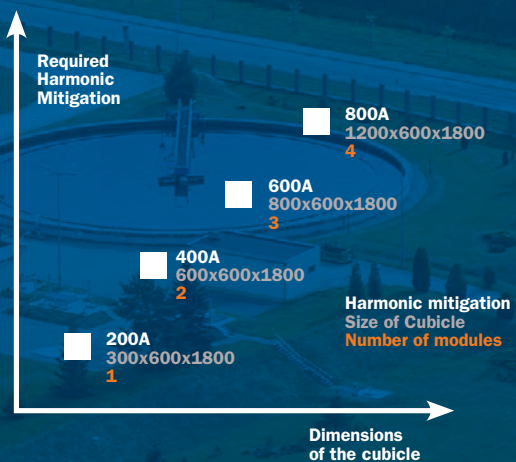 Required
Harmonic
Mitigation
800A
1200x600x1800
4
600A
800x600x1800
3
400A
600x600x1800
2
200A
300x600x1800
1
Harmonic mitigation
Size of Cubicle
Number of modules
Dimensions
of the cubicle